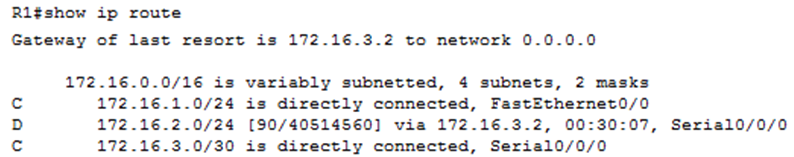 R1#show ip route
Gateway of last resort is 172.16.3.2 to network 0.0.0.0
172.16.0.0/16 is variably subnetted, 4 subnets, 2 masks
C 172.16.1.0/24 is directly connected, FastEthernet0/0
D 172.16.2.0/24 [90/40514560] via 172.16.3.2, 00:30:07, Serial0/0/0
C 172.16.3.0/30 is directly connected, Serial0/0/0